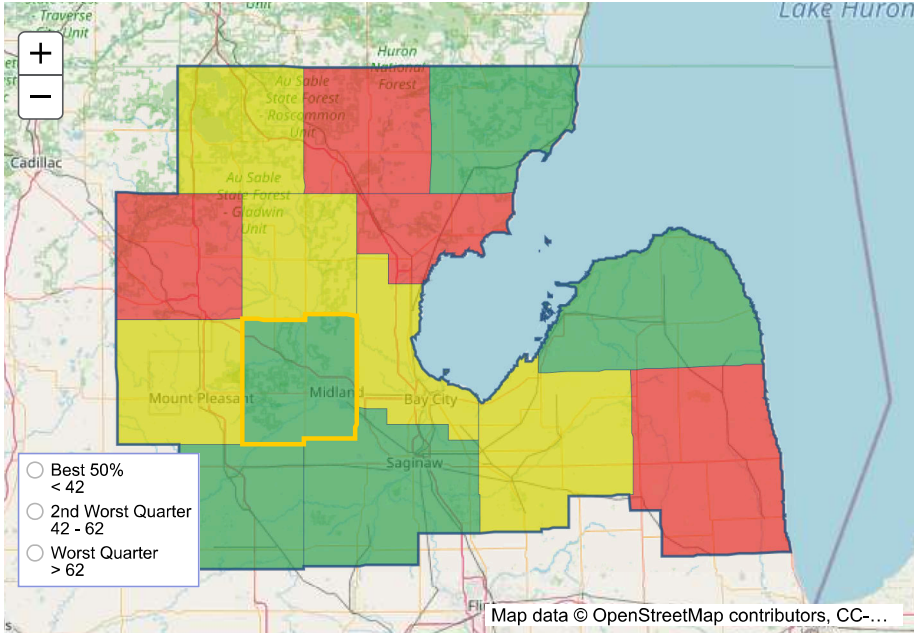 - Traverse
City Unit
Unit
Lake Huron
+
−
Huron
National
Forest
Au Sable
State Forest
- Roscommon
Unit
Cadillac
Au Sable
State Forest
- Gladwin
Unit
Mount Pleasant
Midland
Bay City
Saginaw
Best 50%
< 42
2nd Worst Quarter
42 - 62
Worst Quarter
> 62
Map data © OpenStreetMap contributors, CC-…